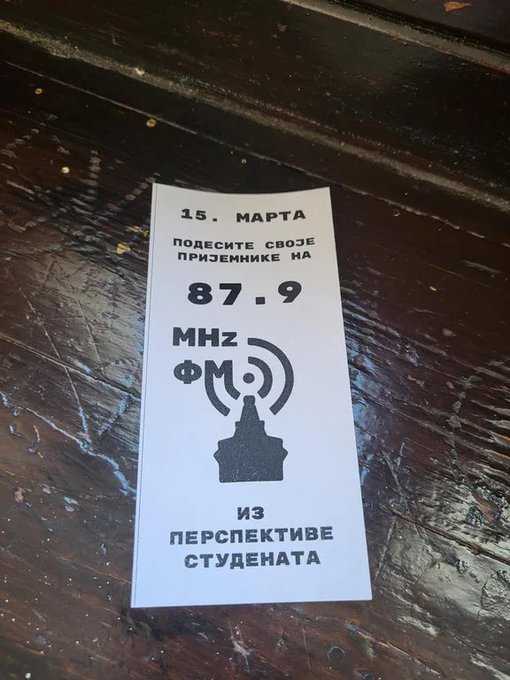 15. МАРТА
ПОДЕСИТЕ СВОЈЕ
ПРИЈЕМНИКЕ НА
87.9
MHz
ФМ
ИЗ
ПЕРСПЕКТИВЕ
СТУДЕНАТА